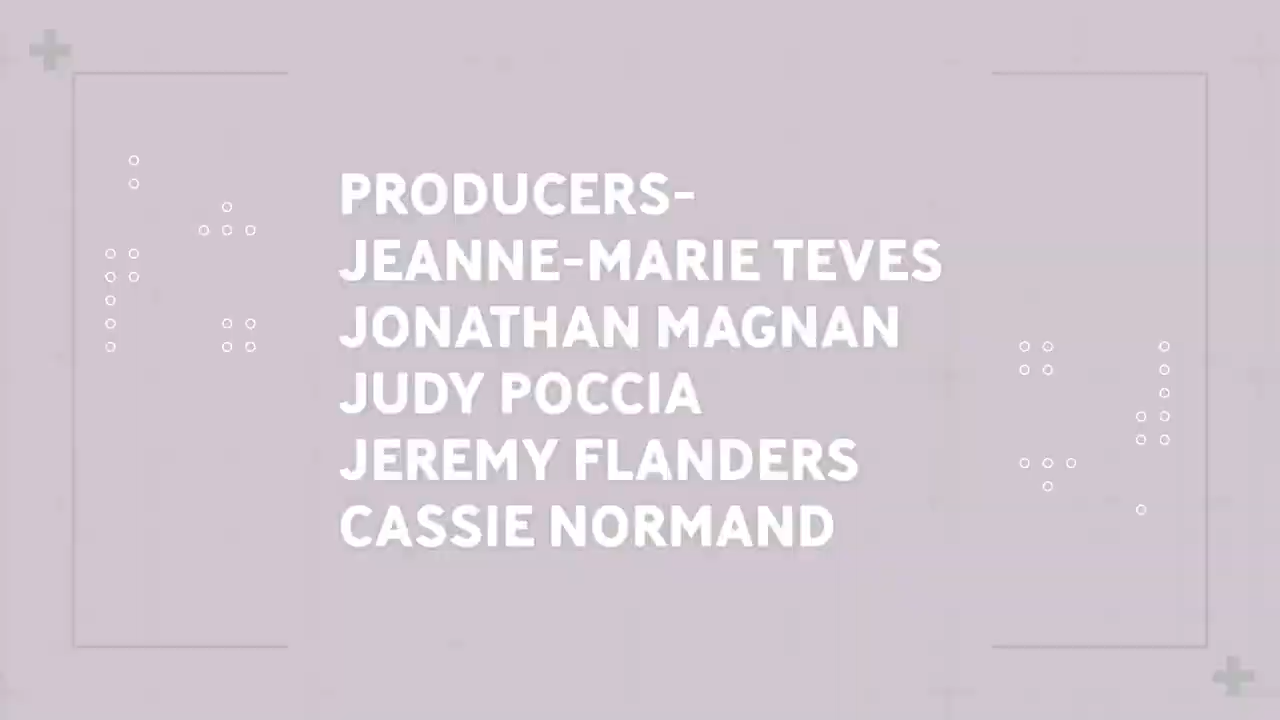 PRODUCERS-
JEANNE-MARIE TEVES
JONATHAN MAGNAN
JUDY POCCIA
JEREMY FLANDERS
CASSIE NORMAND